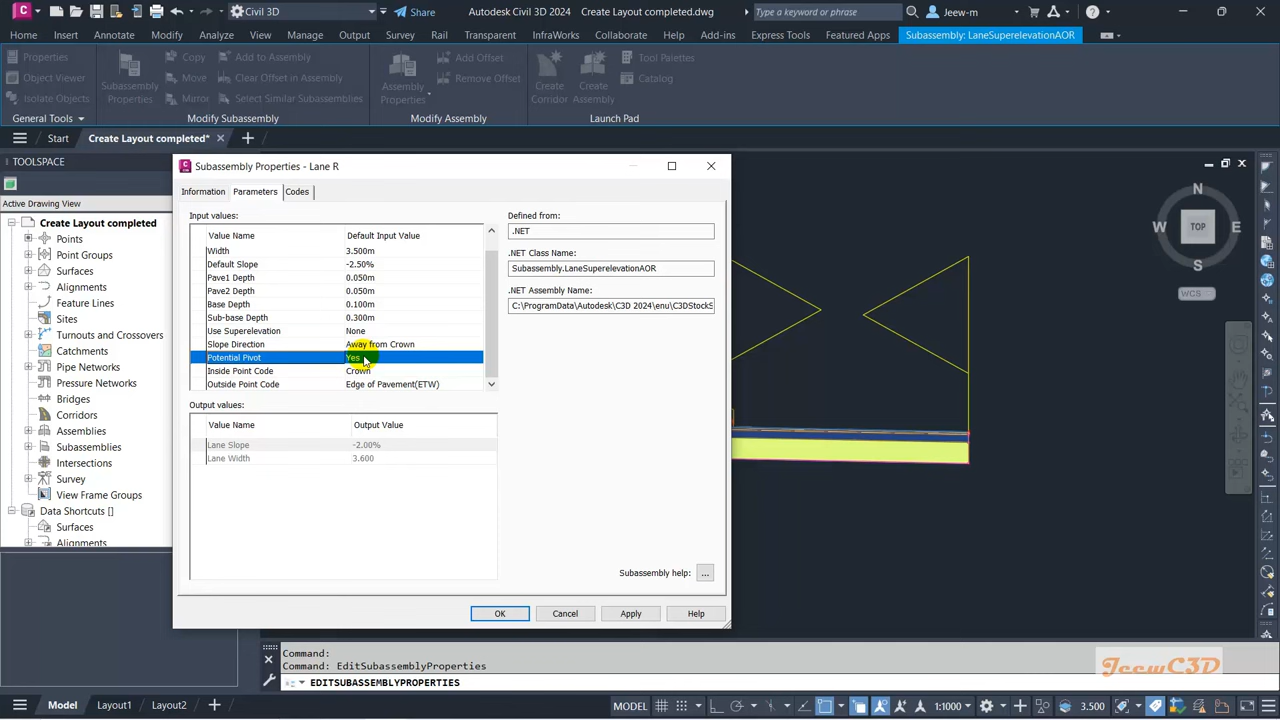 Civil 3D
Share
Autodesk Civil 3D 2024
Create Layout completed.dwg
Type a keyword or phrase
Jeew-m
Home
Insert
Annotate
Modify
Analyze
View
Manage
Output
Survey
Rail
Transparent
InfraWorks
Collaborate
Help
Add-ins
Express Tools
Featured Apps
Subassembly: LaneSuperelevationAOR
Properties
Object Viewer
Isolate Objects
General Tools
Subassembly Properties
Copy
Move
Mirror
Add to Assembly
Clear Offset in Assembly
Select Similar Subassemblies
Modify Subassembly
Assembly Properties
Add Offset
Remove Offset
Modify Assembly
Create Corridor
Create Assembly
Tool Palettes
Catalog
Launch Pad
Start
Create Layout completed*
TOOLSPACE
Active Drawing View
Create Layout completed
Points
Point Groups
Surfaces
Alignments
Feature Lines
Sites
Turnouts and Crossovers
Catchments
Pipe Networks
Pressure Networks
Bridges
Corridors
Assemblies
Subassemblies
Intersections
Survey
View Frame Groups
Data Shortcuts []
Surfaces
Alignments
Subassembly Properties - Lane R
Information
Parameters
Codes
Input values:
Value Name Default Input Value
Width 3.500m
Default Slope -2.50%
Pave1 Depth 0.050m
Pave2 Depth 0.050m
Base Depth 0.100m
Sub-base Depth 0.300m
Use Superelevation None
Slope Direction Away from Crown
Potential Pivot Yes
Inside Point Code Crown
Outside Point Code Edge of Pavement(ETW)
Output values:
Value Name Output Value
Lane Slope -2.00%
Lane Width 3.600
Defined from:
.NET
.NET Class Name:
Subassembly.LaneSuperelevationAOR
.NET Assembly Name:
C:\ProgramData\Autodesk\C3D 2024\enu\C3DStockS
Subassembly help:
...
OK
Cancel
Apply
Help
N
W
TOP
E
S
WCS
Command:
Command: EditSubassemblyProperties
EDITSUBASSEMBLYPROPERTIES
JeewC3D
Model
Layout1
Layout2
MODEL
1:1000
3.500